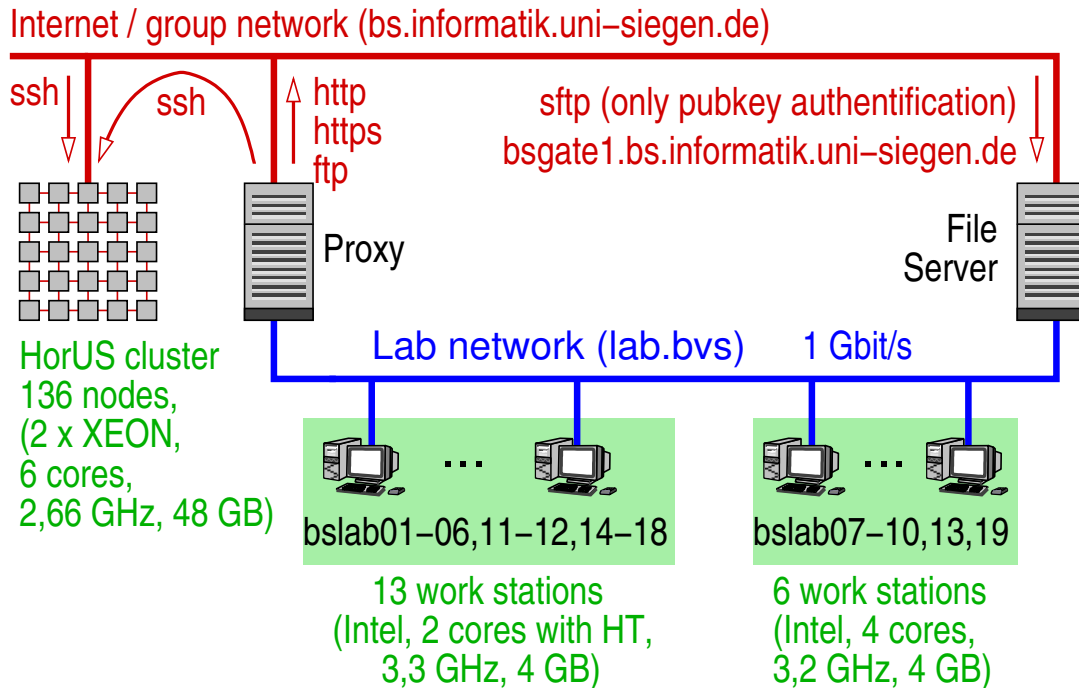 Internet / group network (bs.informatik.uni−siegen.de)
ssh
ssh
http
https
ftp
sftp (only pubkey authentification)
bsgate1.bs.informatik.uni−siegen.de
Proxy
File
Server
Lab network (lab.bvs) 1 Gbit/s
HorUS cluster
136 nodes,
(2 x XEON,
6 cores,
2,66 GHz, 48 GB)
...
bslab01−06,11−12,14−18
...
bslab07−10,13,19
13 work stations
(Intel, 2 cores with HT,
3,3 GHz, 4 GB)
6 work stations
(Intel, 4 cores,
3,2 GHz, 4 GB)